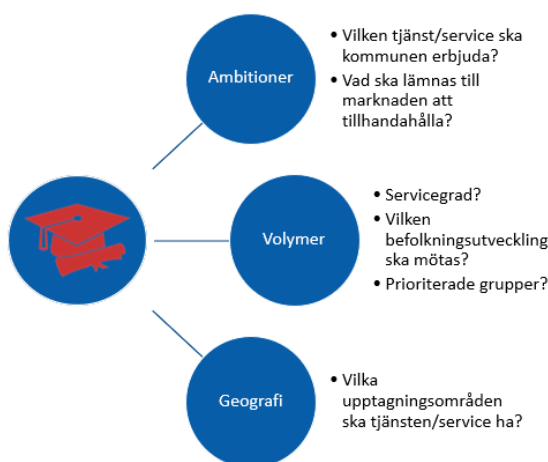 Ambitioner
• Vilken tjänst/service ska
kommunen erbjuda?
• Vad ska lämnas till
marknaden att
tillhandahålla?
Volymer
• Servicegrad?
• Vilken
befolkningsutveckling
ska mötas?
• Prioriterade grupper?
Geografi
• Vilka
upptagningsområden
ska tjänsten/service ha?